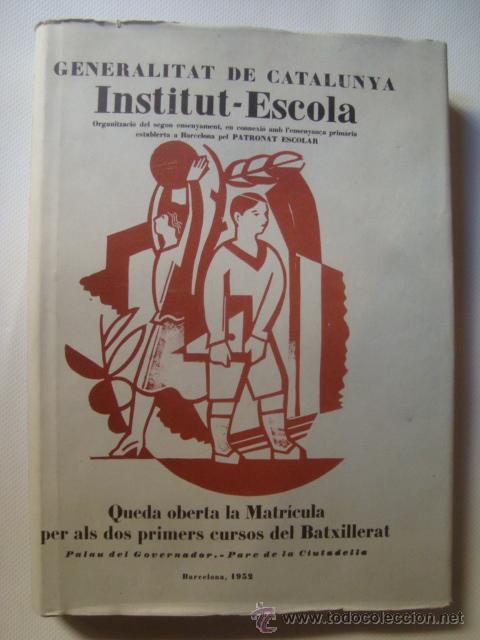 GENERALITAT DE CATALUNYA
Institut-Escola
Organització del segon ensenyament, en connexió amb l'ensenyança primària
establerta a Barcelona pel PATRONAT ESCOLAR
Queda oberta la Matrícula
per als dos primers cursos del Batxillerat
Palau del Governador.-Parc de la Ciutadella
Barcelona, 1932
todocoleccion
www.todocoleccion.net